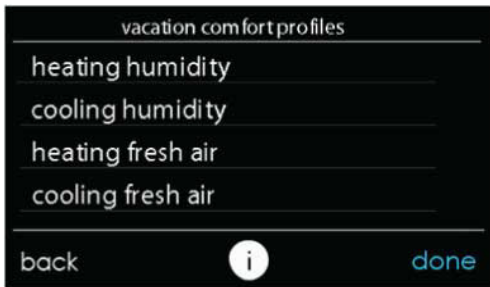 vacation comfort profiles
heating humidity
cooling humidity
heating fresh air
cooling fresh air
back i done